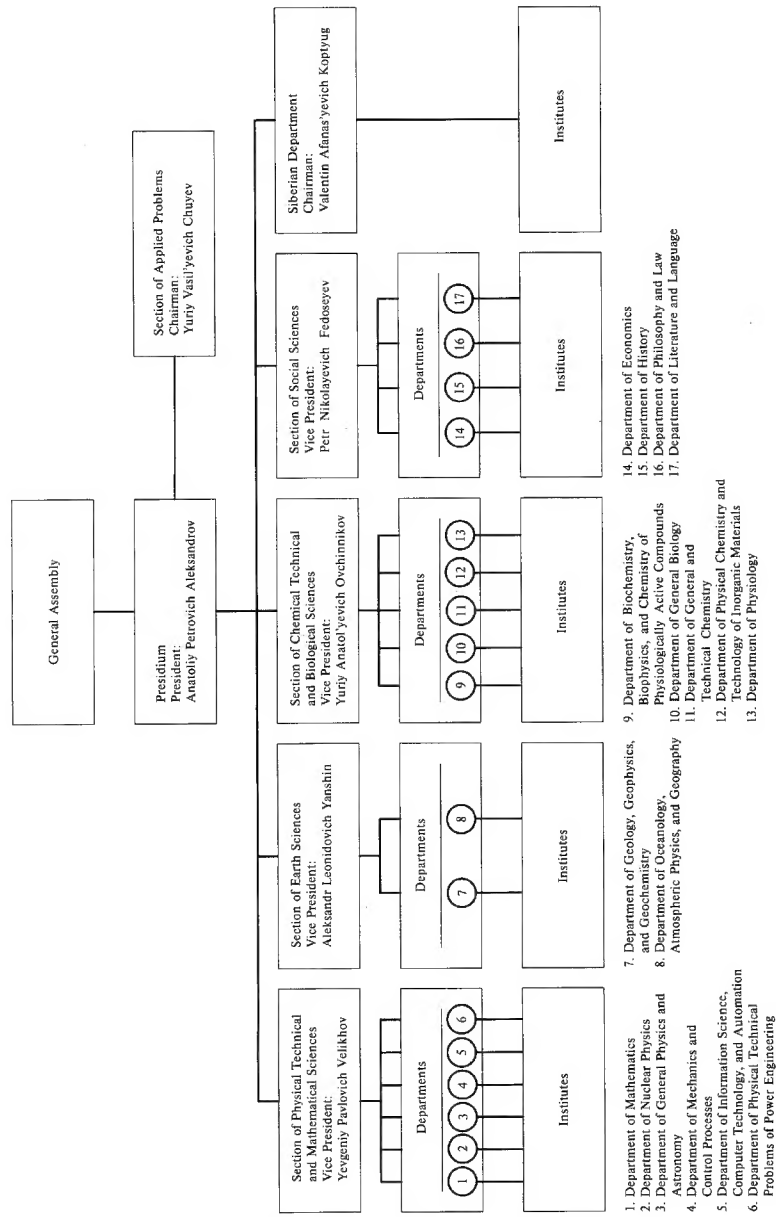 General Assembly
Presidium
President:
Anatoliy Petrovich Aleksandrov
Section of Applied Problems
Chairman:
Yuriy Vasil'yevich Chuyev
Section of Physical Technical
and Mathematical Sciences
Vice President:
Yevgeniy Pavlovich Velikhov
Section of Earth Sciences
Vice President:
Aleksandr Leonidovich Yanshin
Section of Chemical Technical
and Biological Sciences
Vice President:
Yuriy Anatol'yevich Ovchinnikov
Section of Social Sciences
Vice President:
Petr Nikolayevich Fedoseyev
Siberian Department
Chairman:
Valentin Afanas'yevich Koptyug
Departments
1 2 3 4 5 6
Departments
7 8
Departments
9 10 11 12 13
Departments
14 15 16 17
Institutes
Institutes
Institutes
Institutes
Institutes
1. Department of Mathematics
2. Department of Nuclear Physics
3. Department of General Physics and
Astronomy
4. Department of Mechanics and
Control Processes
5. Department of Information Science,
Computer Technology, and Automation
6. Department of Physical Technical
Problems of Power Engineering
7. Department of Geology, Geophysics,
and Geochemistry
8. Department of Oceanology,
Atmospheric Physics, and Geography
9. Department of Biochemistry,
Biophysics, and Chemistry of
Physiologically Active Compounds
10. Department of General Biology
11. Department of General and
Technical Chemistry
12. Department of Physical Chemistry and
Technology of Inorganic Materials
13. Department of Physiology
14. Department of Economics
15. Department of History
16. Department of Philosophy and Law
17. Department of Literature and Language